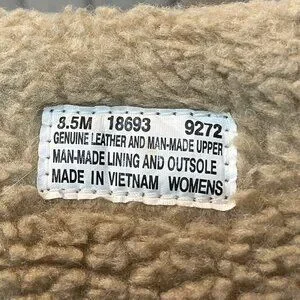 8.5M 18693 9272
GENUINE LEATHER AND MAN-MADE UPPER
MAN-MADE LINING AND OUTSOLE
MADE IN VIETNAM WOMENS